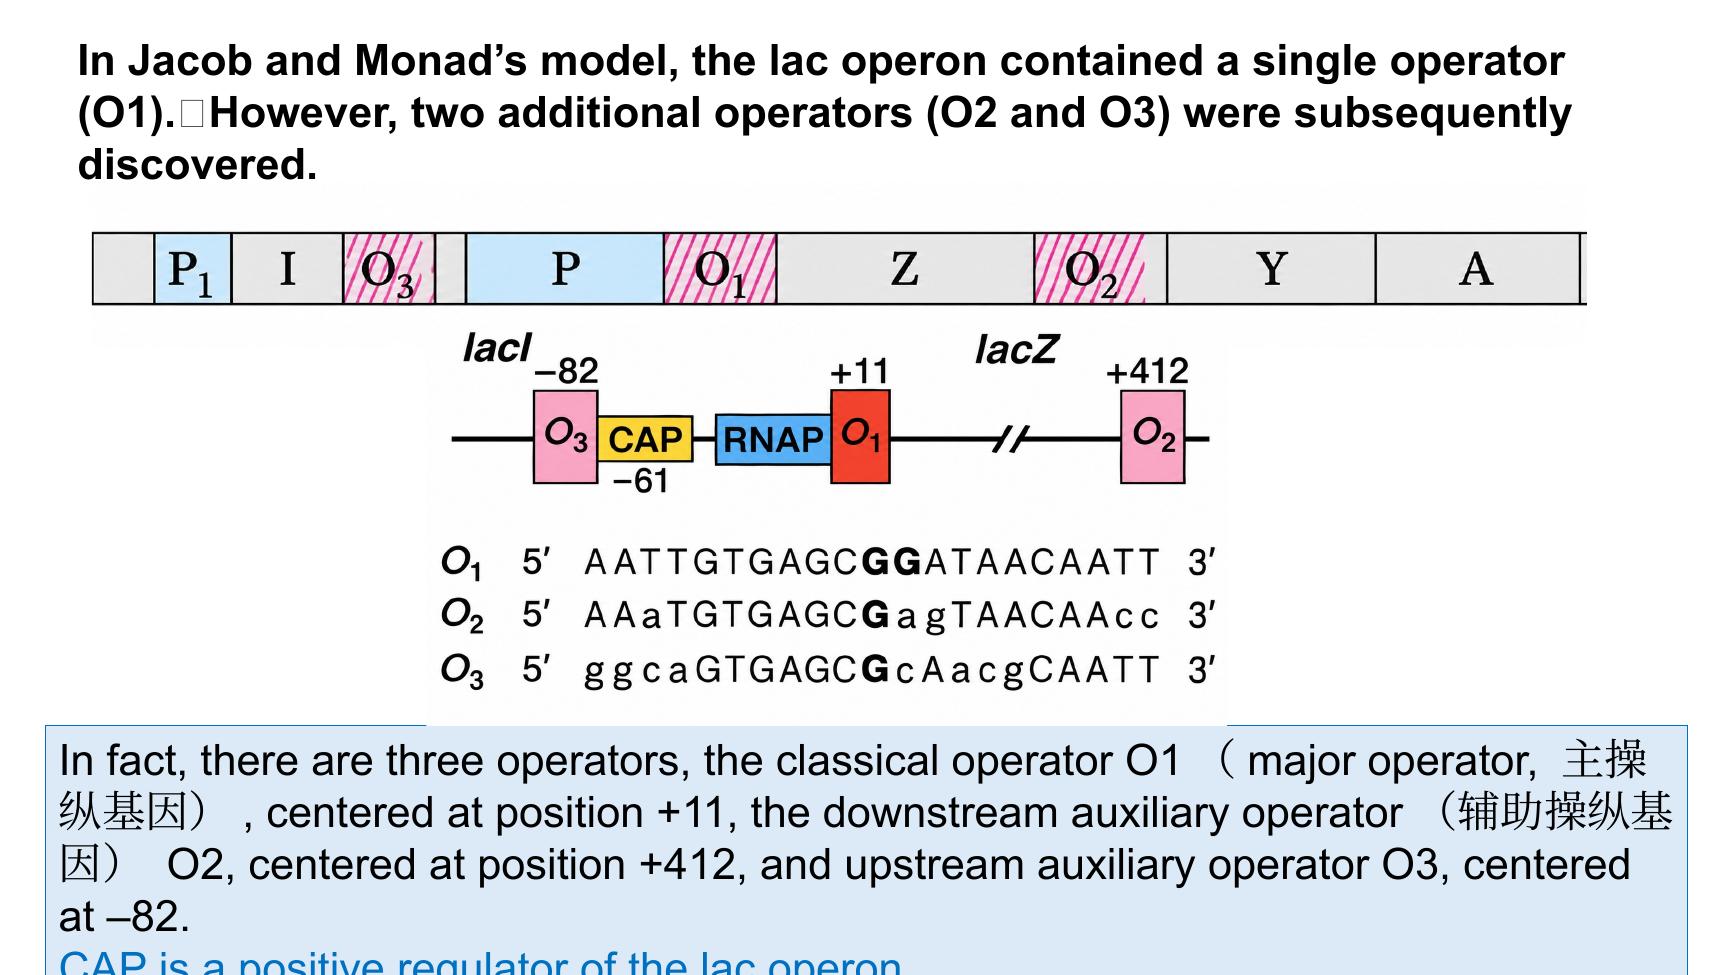 In Jacob and Monad’s model, the lac operon contained a single operator
(O1).□However, two additional operators (O2 and O3) were subsequently
discovered.
P1 I O3 P O1 Z O2 Y A
lacI lacZ
–82 +11 +412
O3 CAP RNAP O1 O2
–61
O1 5′ AATTGTGAGCGGATAACAATT 3′
O2 5′ AAaTGTGAGCGagTAACAAcc 3′
O3 5′ ggcaGTGAGCGcAacgCAATT 3′
In fact, there are three operators, the classical operator O1 （ major operator, 主操
纵基因） , centered at position +11, the downstream auxiliary operator （辅助操纵基
因） O2, centered at position +412, and upstream auxiliary operator O3, centered
at –82.
CAP is a positive regulator of the lac operon